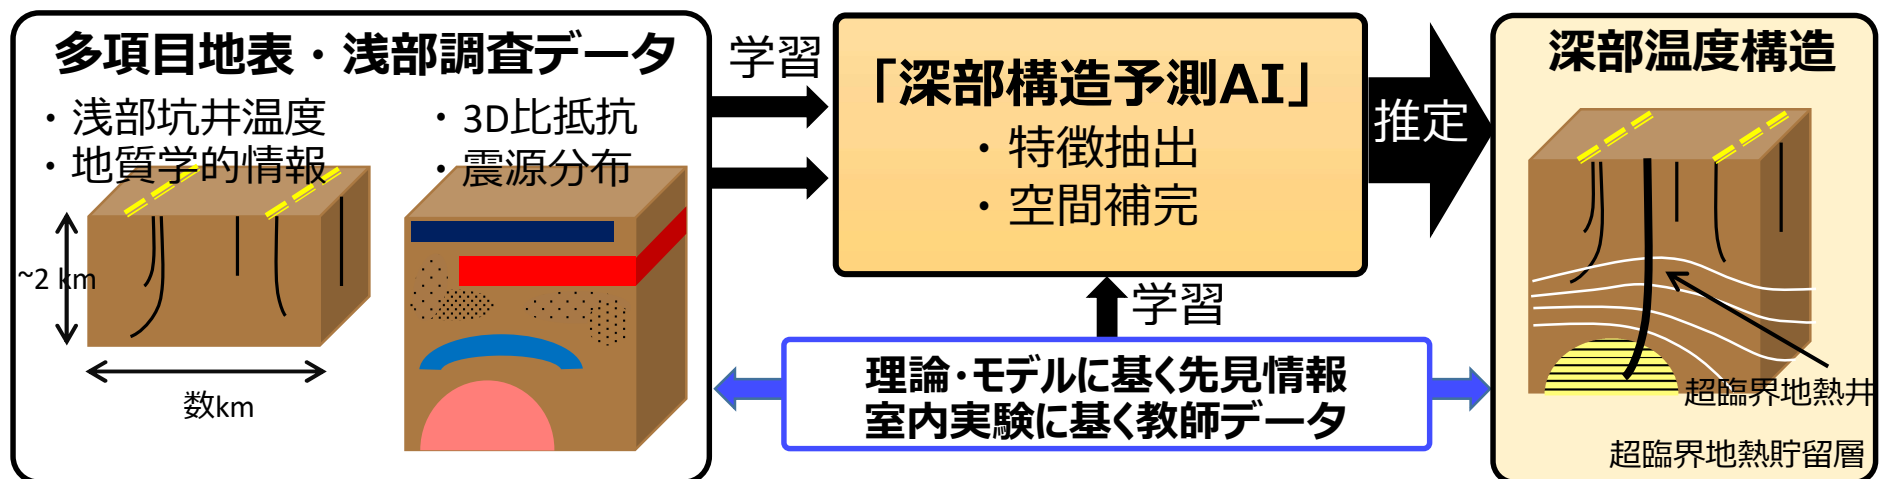 多項目地表・浅部調査データ
・浅部坑井温度
・地質学的情報
・3D比抵抗
・震源分布
~2 km
数km
学習
「深部構造予測AI」
・特徴抽出
・空間補完
学習
理論・モデルに基く先見情報
室内実験に基く教師データ
推定
深部温度構造
超臨界地熱井
超臨界地熱貯留層